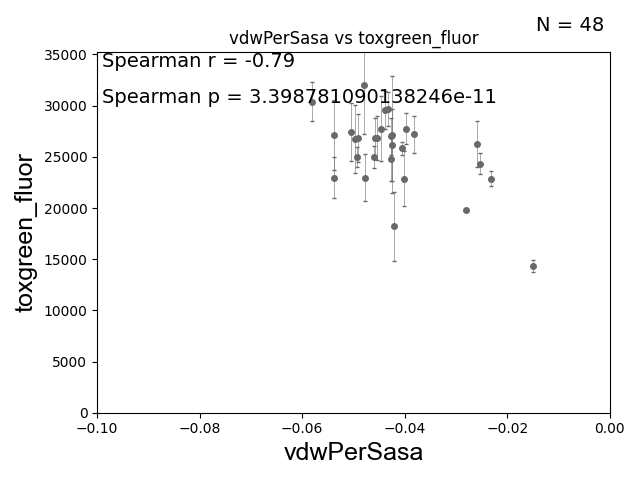 N = 48
vdwPerSasa vs toxgreen_fluor
Spearman r = -0.79
Spearman p = 3.398781090138246e-11
toxgreen_fluor
35000
30000
25000
20000
15000
10000
5000
0
-0.10 -0.08 -0.06 -0.04 -0.02 0.00
vdwPerSasa